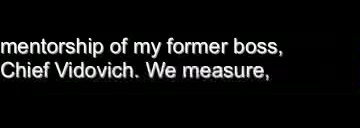 mentorship of my former boss,
Chief Vidovich. We measure,